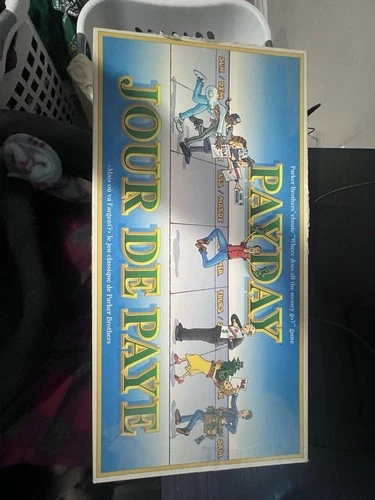 Parker Brothers' classic "Where does all the money go?" game
PAYDAY
JOUR DE PAYE
«Mais où va l'argent?» le jeu classique de Parker Brothers